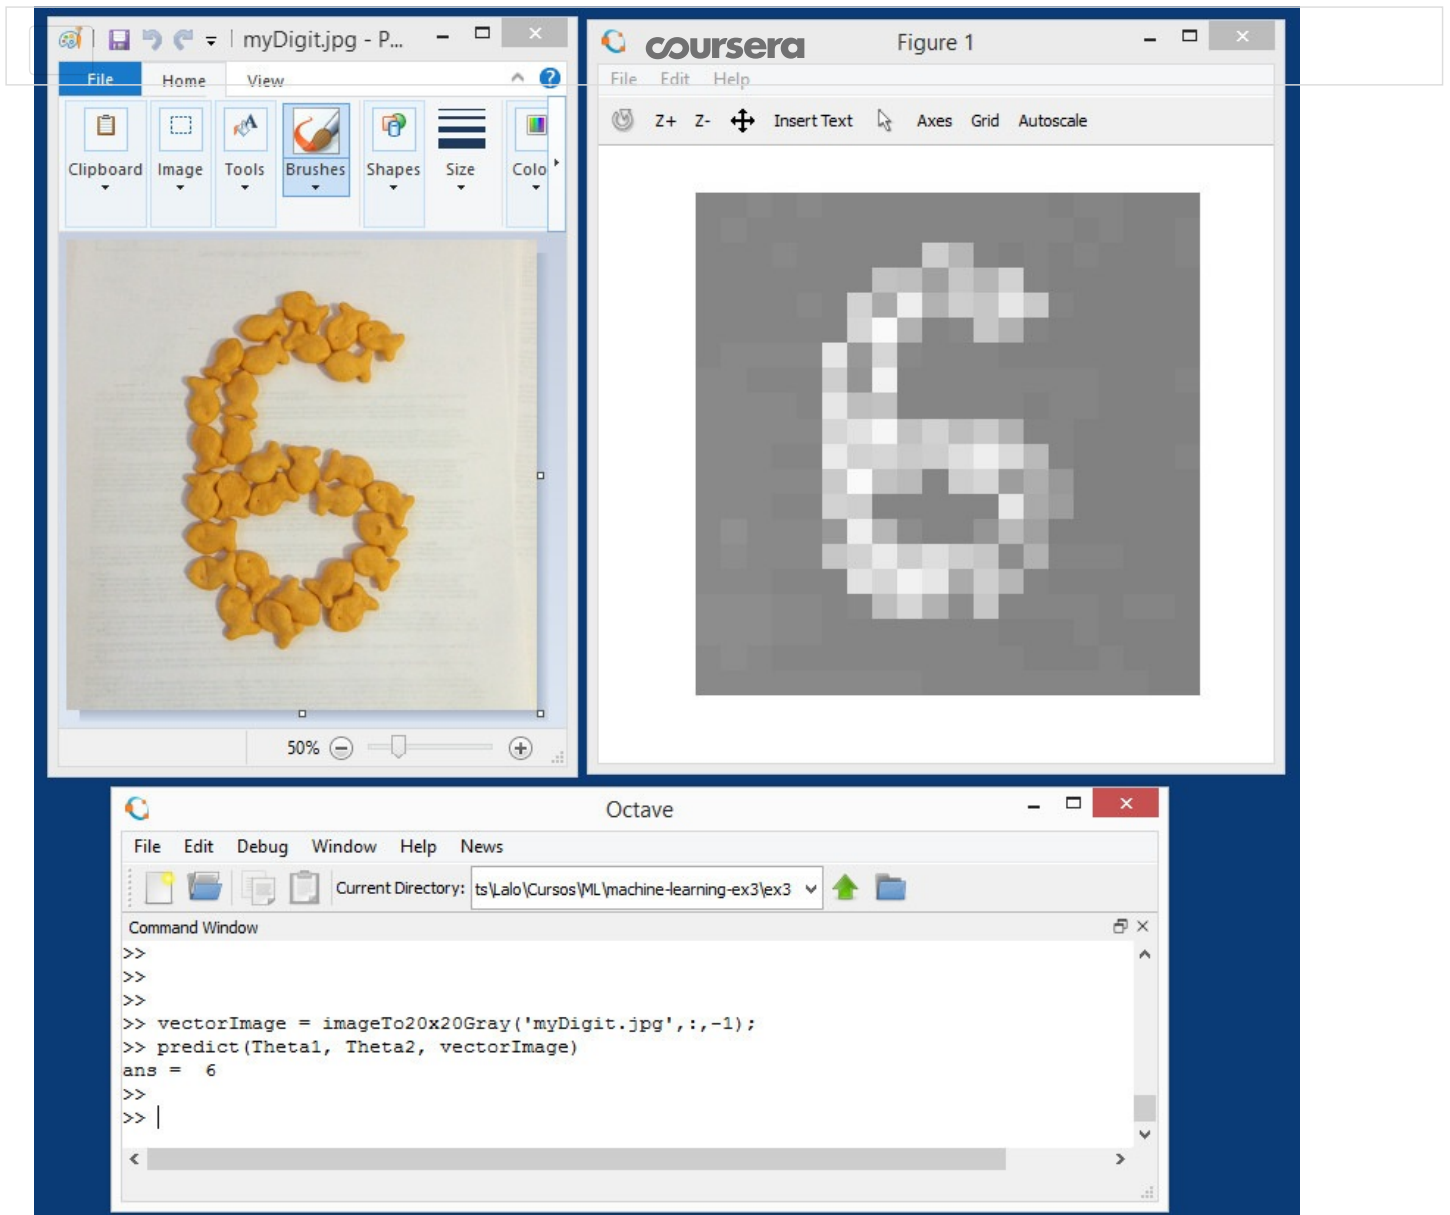 myDigit.jpg - P...
File Home View
Clipboard Image Tools Brushes Shapes Size Colo
50%
coursera
Figure 1
File Edit Help
Z+ Z- Insert Text Axes Grid Autoscale
Octave
File Edit Debug Window Help News
Current Directory: ts\Lalo\Cursos\ML\machine-learning-ex3\ex3
Command Window
>>
>>
>>
>> vectorImage = imageTo20x20Gray('myDigit.jpg',:,-1);
>> predict(Theta1, Theta2, vectorImage)
ans = 6
>>
>>